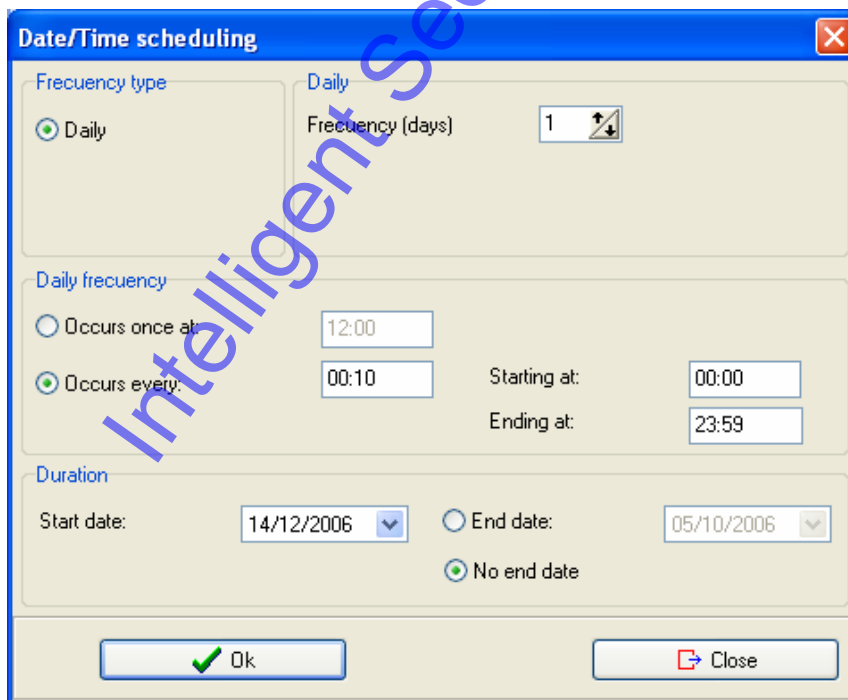 Date/Time scheduling
Frecuency type
Daily
Daily
Frecuency (days)
1
Daily frecuency
Occurs once at:
12:00
Occurs every:
00:10
Starting at:
00:00
Ending at:
23:59
Duration
Start date:
14/12/2006
End date:
05/10/2006
No end date
Ok
Close
Intelligent